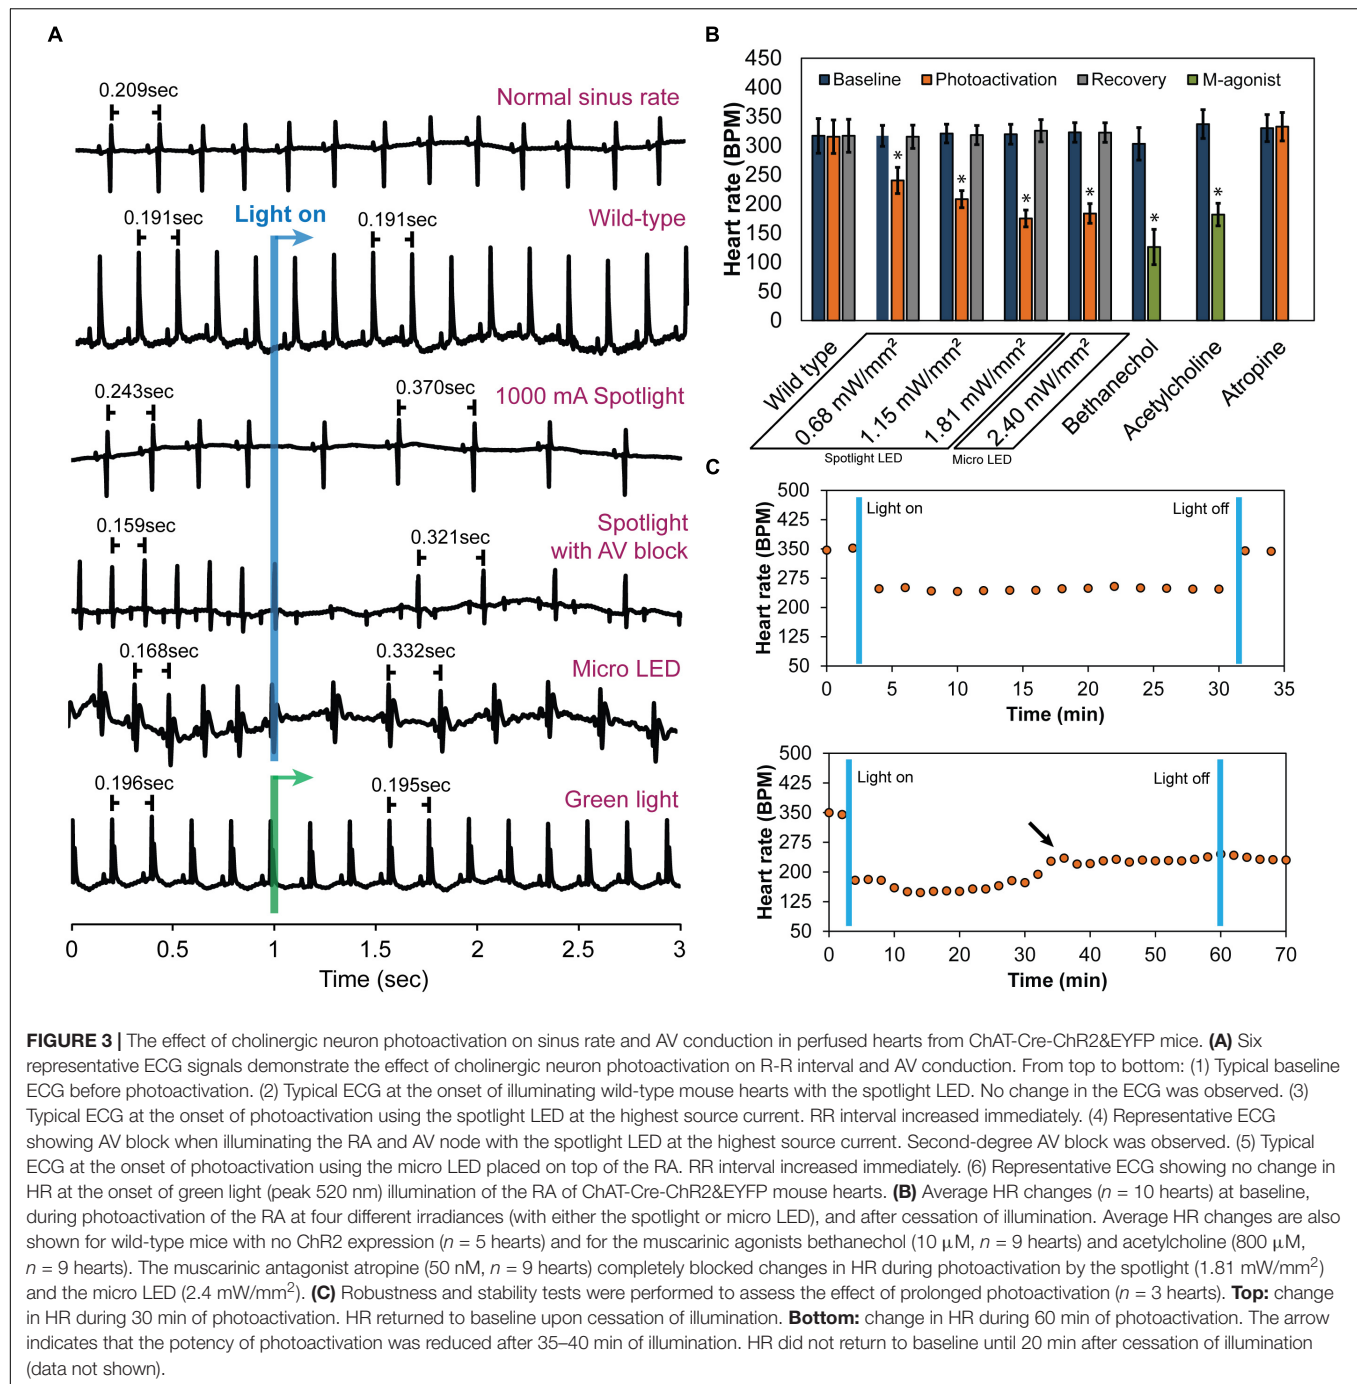 A
0.209sec
Normal sinus rate
0.191sec
Light on
0.191sec
Wild-type
0.243sec
0.370sec
1000 mA Spotlight
0.159sec
0.321sec
Spotlight
with AV block
0.168sec
0.332sec
Micro LED
0.196sec
0.195sec
Green light
0 0.5 1 1.5 2 2.5 3
Time (sec)
B
450
400
350
300
250
200
150
100
50
0
Heart rate (BPM)
Baseline Photoactivation Recovery M-agonist
* * * * * *
Wild type
0.68 mW/mm²
1.15 mW/mm²
1.81 mW/mm²
2.40 mW/mm²
Bethanechol
Acetylcholine
Atropine
Spotlight LED
Micro LED
C
500
425
350
275
200
125
50
Heart rate (BPM)
Light on
Light off
0 5 10 15 20 25 30 35
Time (min)
500
425
350
275
200
125
50
Heart rate (BPM)
Light on
Light off
0 10 20 30 40 50 60 70
Time (min)
FIGURE 3 | The effect of cholinergic neuron photoactivation on sinus rate and AV conduction in perfused hearts from ChAT-Cre-ChR2&EYFP mice. (A) Six
representative ECG signals demonstrate the effect of cholinergic neuron photoactivation on R-R interval and AV conduction. From top to bottom: (1) Typical baseline
ECG before photoactivation. (2) Typical ECG at the onset of illuminating wild-type mouse hearts with the spotlight LED. No change in the ECG was observed. (3)
Typical ECG at the onset of photoactivation using the spotlight LED at the highest source current. RR interval increased immediately. (4) Representative ECG
showing AV block when illuminating the RA and AV node with the spotlight LED at the highest source current. Second-degree AV block was observed. (5) Typical
ECG at the onset of photoactivation using the micro LED placed on top of the RA. RR interval increased immediately. (6) Representative ECG showing no change in
HR at the onset of green light (peak 520 nm) illumination of the RA of ChAT-Cre-ChR2&EYFP mouse hearts. (B) Average HR changes (n = 10 hearts) at baseline,
during photoactivation of the RA at four different irradiances (with either the spotlight or micro LED), and after cessation of illumination. Average HR changes are also
shown for wild-type mice with no ChR2 expression (n = 5 hearts) and for the muscarinic agonists bethanechol (10 μM, n = 9 hearts) and acetylcholine (800 μM,
n = 9 hearts). The muscarinic antagonist atropine (50 nM, n = 9 hearts) completely blocked changes in HR during photoactivation by the spotlight (1.81 mW/mm²)
and the micro LED (2.4 mW/mm²). (C) Robustness and stability tests were performed to assess the effect of prolonged photoactivation (n = 3 hearts). Top: change
in HR during 30 min of photoactivation. HR returned to baseline upon cessation of illumination. Bottom: change in HR during 60 min of photoactivation. The arrow
indicates that the potency of photoactivation was reduced after 35–40 min of illumination. HR did not return to baseline until 20 min after cessation of illumination
(data not shown).